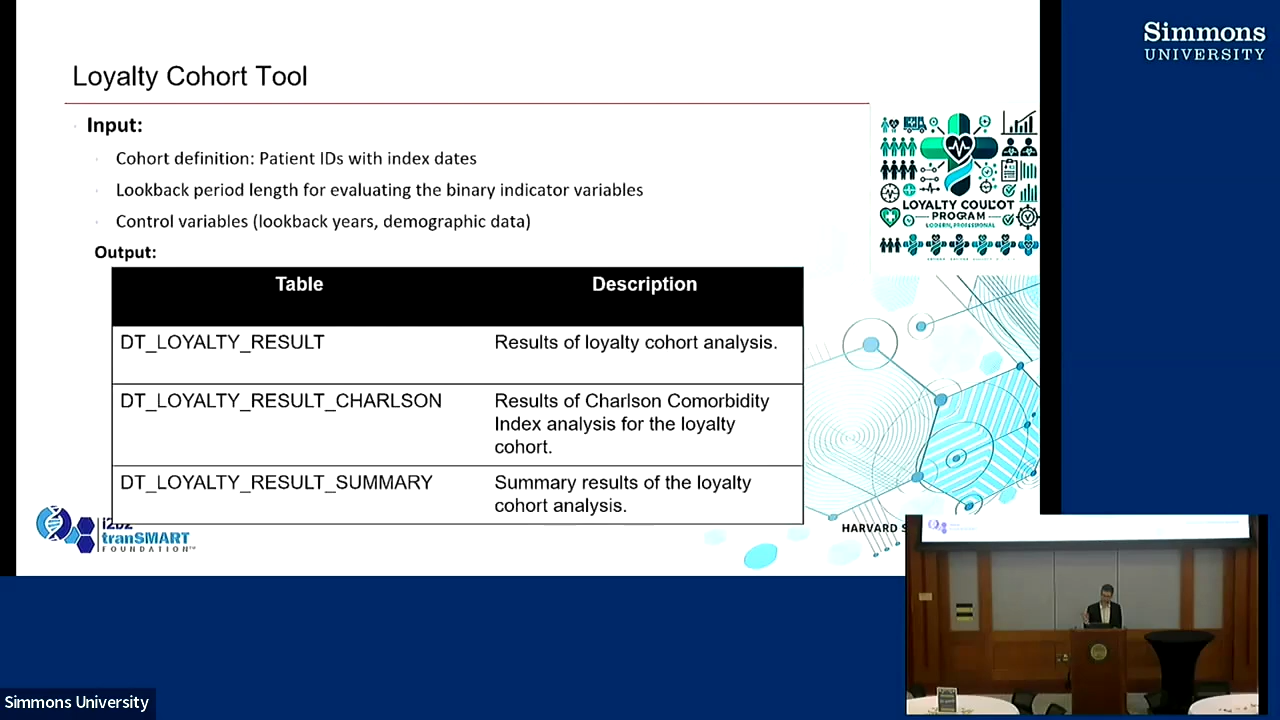 Simmons
UNIVERSITY
Loyalty Cohort Tool
Input:
Cohort definition: Patient IDs with index dates
Lookback period length for evaluating the binary indicator variables
Control variables (lookback years, demographic data)
Output:
Table Description
DT_LOYALTY_RESULT Results of loyalty cohort analysis.
DT_LOYALTY_RESULT_CHARLSON Results of Charlson Comorbidity
Index analysis for the loyalty
cohort.
DT_LOYALTY_RESULT_SUMMARY Summary results of the loyalty
cohort analysis.
LOYALTY COUĽOT
PROGRAM
i2b2
tranSMART
FOUNDATION
HARVARD S
Simmons University